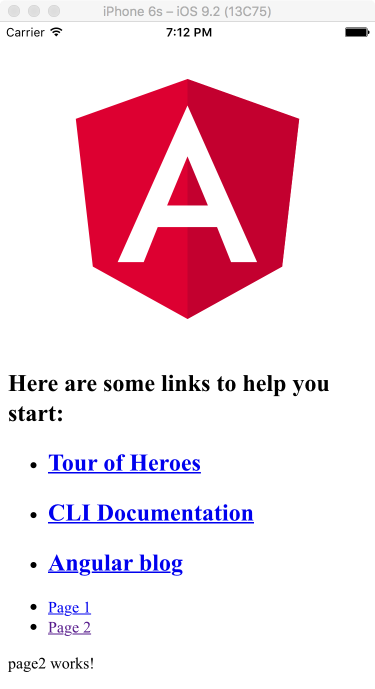 iPhone 6s – iOS 9.2 (13C75)
Carrier 7:12 PM
A
Here are some links to help you
start:
Tour of Heroes
CLI Documentation
Angular blog
Page 1
Page 2
page2 works!